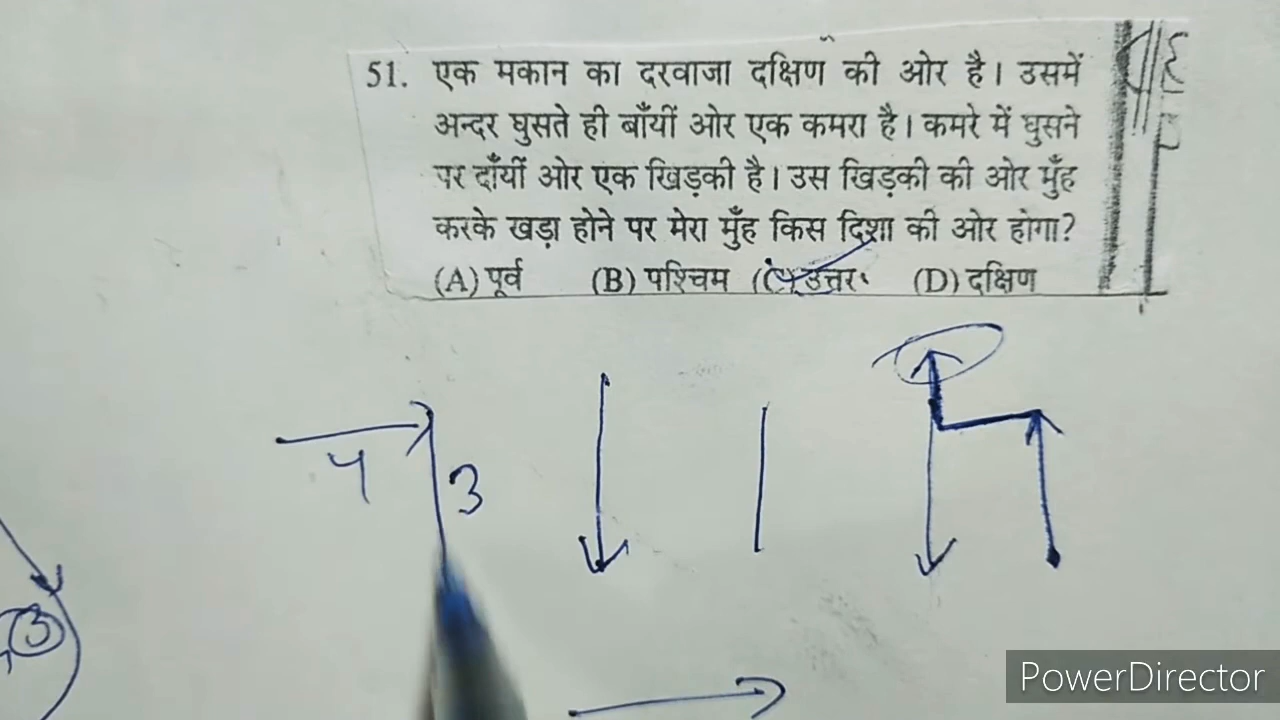 51. एक मकान का दरवाजा दक्षिण की ओर है। उसमें
अन्दर घुसते ही बाँयीं ओर एक कमरा है। कमरे में घुसने
पर दाँयीं ओर एक खिड़की है। उस खिड़की की ओर मुँह
करके खड़ा होने पर मेरा मुँह किस दिशा की ओर होगा?
(A) पूर्व (B) पश्चिम (C) उत्तर (D) दक्षिण
4
3
3
PowerDirector